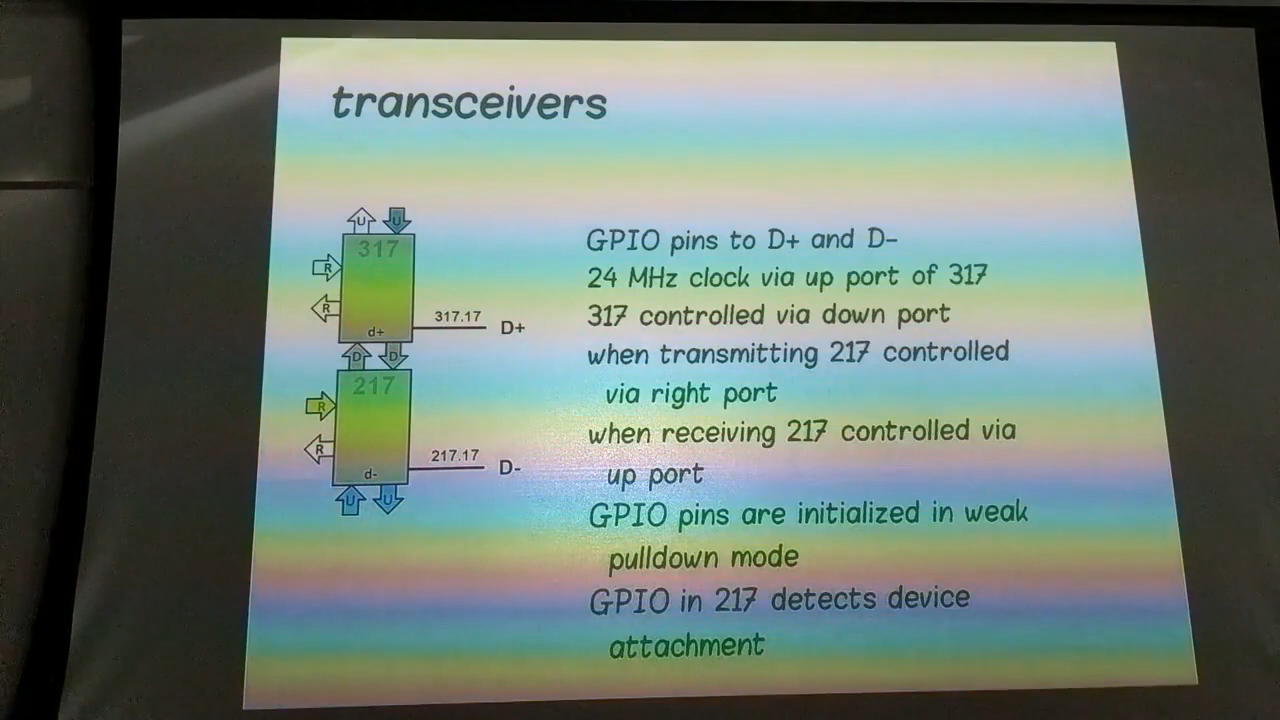 transceivers
U U
317
R
R
d+
317.17 D+
D D
217
R
R
d-
217.17 D-
U U
GPIO pins to D+ and D-
24 MHz clock via up port of 317
317 controlled via down port
when transmitting 217 controlled
via right port
when receiving 217 controlled via
up port
GPIO pins are initialized in weak
pulldown mode
GPIO in 217 detects device
attachment